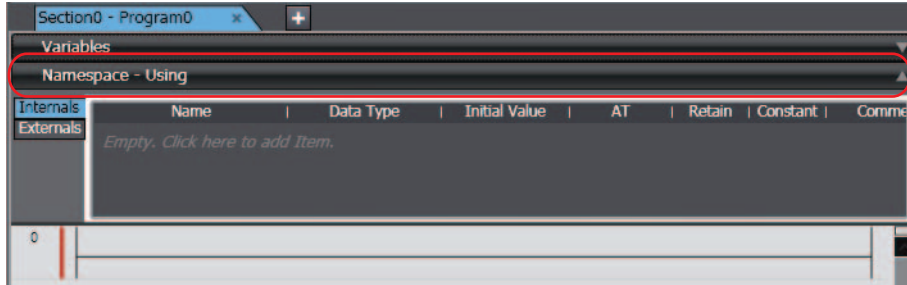 Section0 - Program0 × +
Variables
Namespace - Using
Internals Name Data Type Initial Value AT Retain Constant Comme
Externals
Empty. Click here to add Item.
0